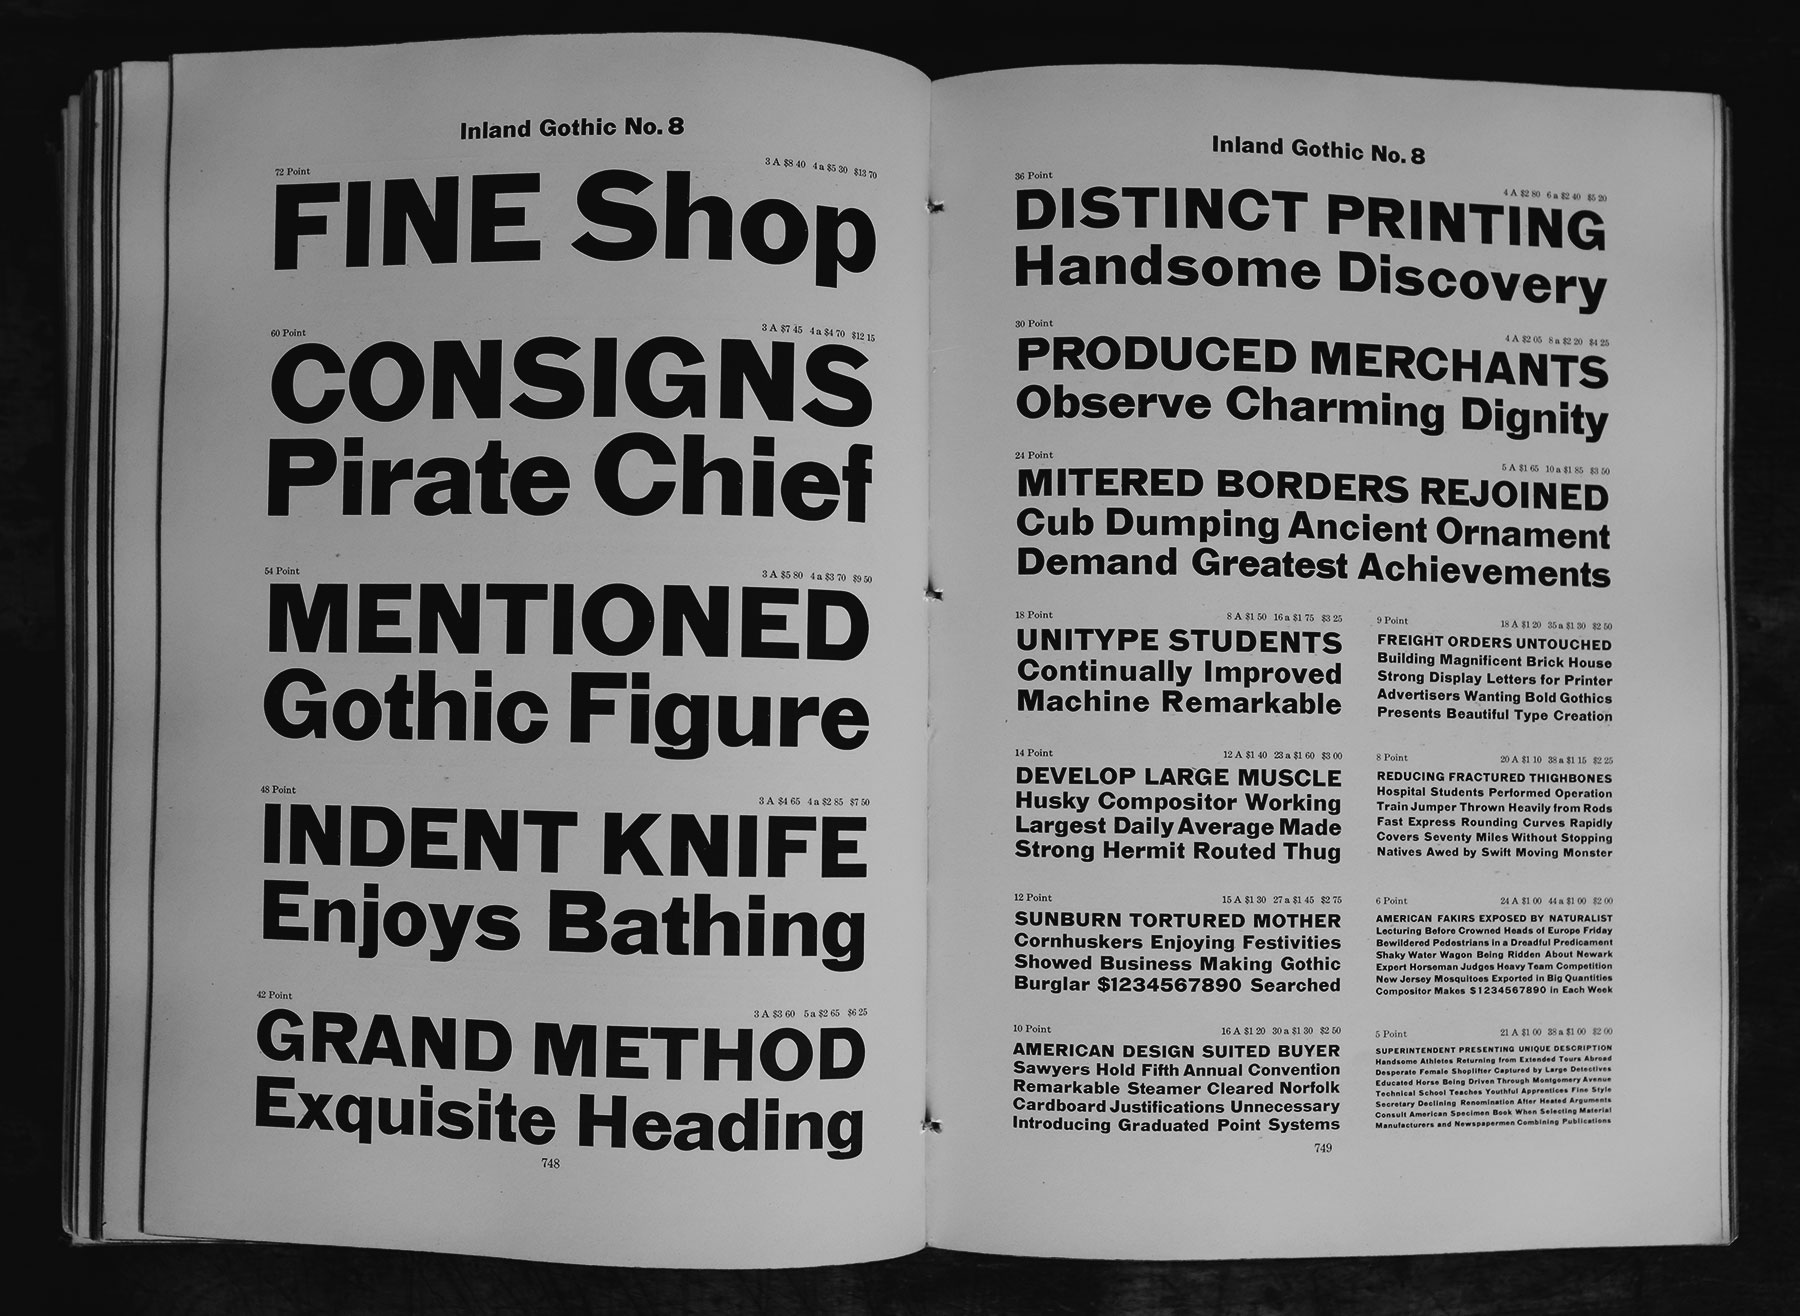 Inland Gothic No. 8
72 Point 3 A $8 40 4 a $5 30 $13 70
FINE Shop
60 Point 3 A $7 45 4 a $4 70 $12 15
CONSIGNS
Pirate Chief
54 Point 3 A $5 80 4 a $3 70 $9 50
MENTIONED
Gothic Figure
48 Point 3 A $4 65 4 a $2 85 $7 50
INDENT KNIFE
Enjoys Bathing
42 Point 3 A $3 60 5 a $2 65 $6 25
GRAND METHOD
Exquisite Heading
748
Inland Gothic No. 8
36 Point 4 A $2 80 6 a $2 40 $5 20
DISTINCT PRINTING
Handsome Discovery
30 Point 4 A $2 05 8 a $2 20 $4 25
PRODUCED MERCHANTS
Observe Charming Dignity
24 Point 5 A $1 65 10 a $1 85 $3 50
MITERED BORDERS REJOINED
Cub Dumping Ancient Ornament
Demand Greatest Achievements
18 Point 8 A $1 50 16 a $1 75 $3 25
UNITYPE STUDENTS
Continually Improved
Machine Remarkable
14 Point 12 A $1 40 23 a $1 60 $3 00
DEVELOP LARGE MUSCLE
Husky Compositor Working
Largest Daily Average Made
Strong Hermit Routed Thug
12 Point 15 A $1 30 27 a $1 45 $2 75
SUNBURN TORTURED MOTHER
Cornhuskers Enjoying Festivities
Showed Business Making Gothic
Burglar $1234567890 Searched
10 Point 16 A $1 20 30 a $1 30 $2 50
AMERICAN DESIGN SUITED BUYER
Sawyers Hold Fifth Annual Convention
Remarkable Steamer Cleared Norfolk
Cardboard Justifications Unnecessary
Introducing Graduated Point Systems
9 Point 18 A $1 20 35 a $1 30 $2 50
FREIGHT ORDERS UNTOUCHED
Building Magnificent Brick House
Strong Display Letters for Printer
Advertisers Wanting Bold Gothics
Presents Beautiful Type Creation
8 Point 20 A $1 10 38 a $1 15 $2 25
REDUCING FRACTURED THIGHBONES
Hospital Students Performed Operation
Train Jumper Thrown Heavily from Rods
Fast Express Rounding Curves Rapidly
Covers Seventy Miles Without Stopping
Natives Awed by Swift Moving Monster
6 Point 24 A $1 00 44 a $1 00 $2 00
AMERICAN FAKIRS EXPOSED BY NATURALIST
Lecturing Before Crowned Heads of Europe Friday
Bewildered Pedestrians in a Dreadful Predicament
Shaky Water Wagon Being Ridden About Newark
Expert Horseman Judges Heavy Team Competition
New Jersey Mosquitoes Exported in Big Quantities
Compositor Makes $1234567890 in Each Week
5 Point 21 A $1 00 38 a $1 00 $2 00
SUPERINTENDENT PRESENTING UNIQUE DESCRIPTION
Handsome Athletes Returning from Extended Tours Abroad
Desperate Female Shoplifter Captured by Large Detectives
Educated Horse Being Driven Through Montgomery Avenue
Technical School Teaches Youthful Apprentices Fine Style
Secretary Declining Renomination After Heated Arguments
Consult American Specimen Book When Selecting Material
Manufacturers and Newspapermen Combining Publications
749